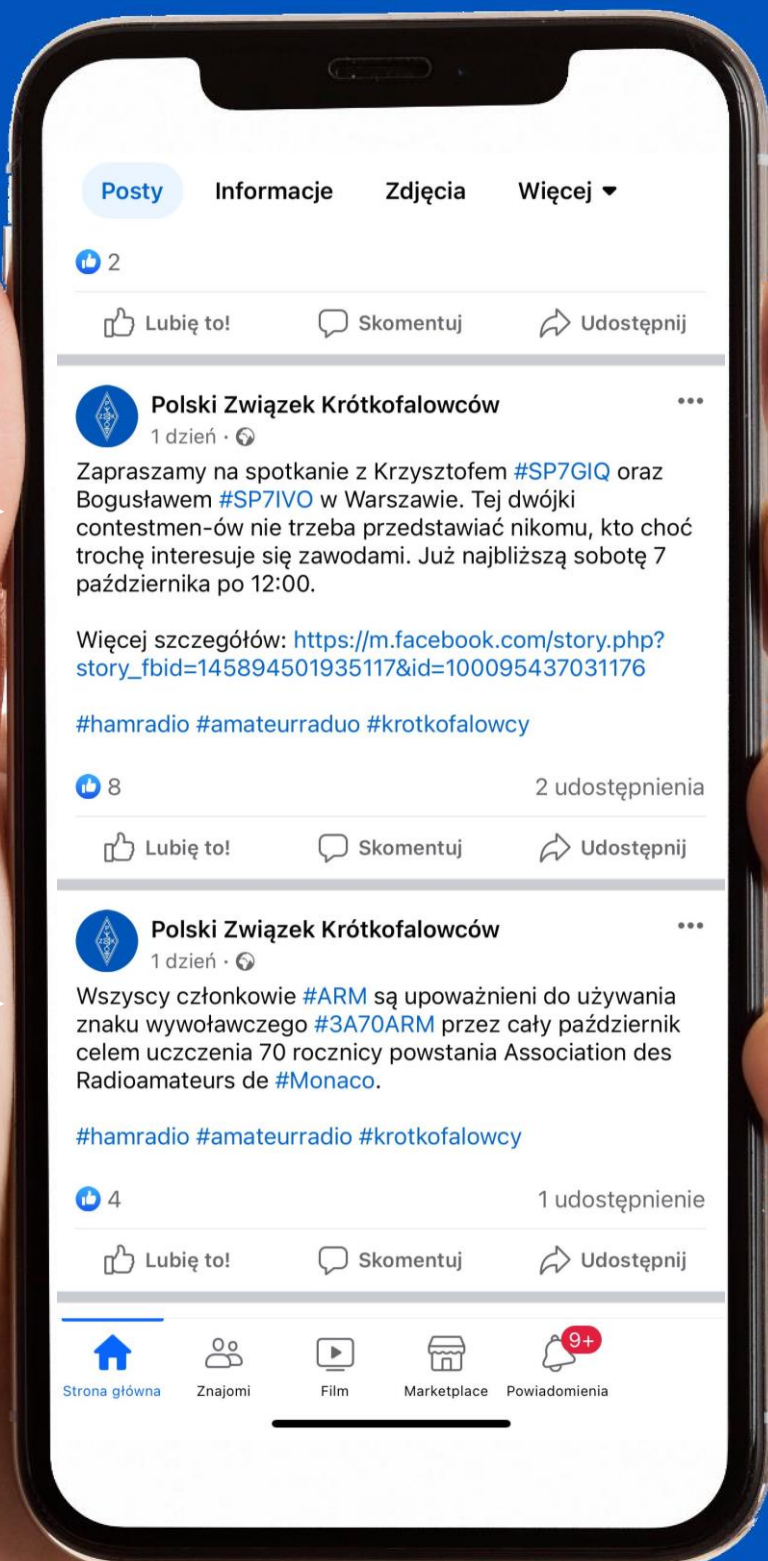 Posty Informacje Zdjęcia Więcej
2
Lubię to! Skomentuj Udostępnij
Polski Związek Krótkofalowców
1 dzień ·
Zapraszamy na spotkanie z Krzysztofem #SP7GIQ oraz
Bogusławem #SP7IVO w Warszawie. Tej dwójki
contestmen-ów nie trzeba przedstawiać nikomu, kto choć
trochę interesuje się zawodami. Już najbliższą sobotę 7
października po 12:00.
Więcej szczegółów: https://m.facebook.com/story.php?
story_fbid=145894501935117&id=100095437031176
#hamradio #amateurraduo #krotkofalowcy
8 2 udostępnienia
Lubię to! Skomentuj Udostępnij
Polski Związek Krótkofalowców
1 dzień ·
Wszyscy członkowie #ARM są upoważnieni do używania
znaku wywoławczego #3A70ARM przez cały październik
celem uczczenia 70 rocznicy powstania Association des
Radioamateurs de #Monaco.
#hamradio #amateurradio #krotkofalowcy
4 1 udostępnienie
Lubię to! Skomentuj Udostępnij
9+
Strona główna Znajomi Film Marketplace Powiadomienia